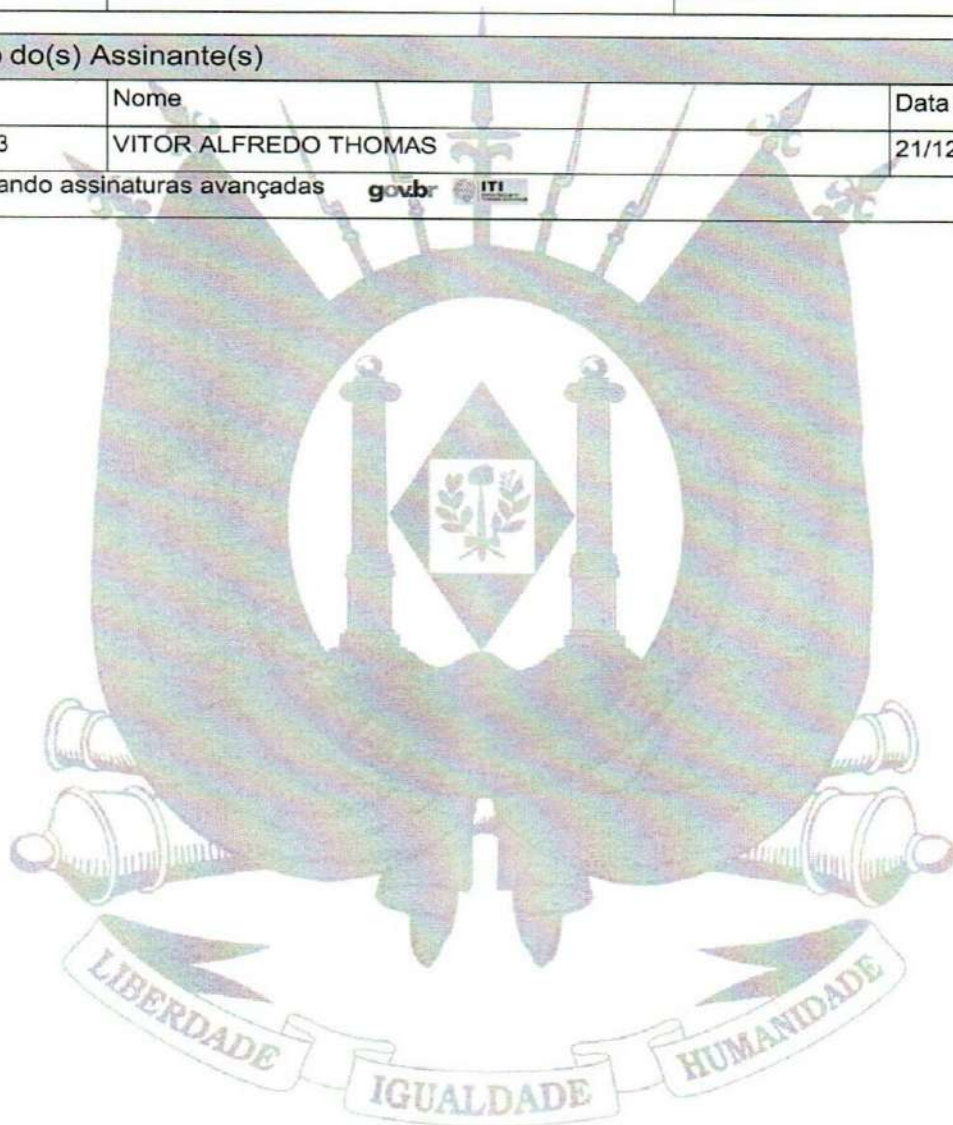 do(s) Assinante(s)
Nome Data
3 VITOR ALFREDO THOMAS 21/12
ando assinaturas avançadas gov.br ITI
LIBERDADE IGUALDADE HUMANIDADE